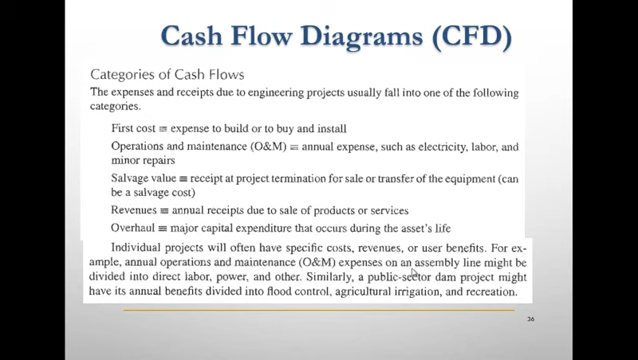 Cash Flow Diagrams (CFD)
Categories of Cash Flows
The expenses and receipts due to engineering projects usually fall into one of the following
categories.
First cost ≡ expense to build or to buy and install
Operations and maintenance (O&M) ≡ annual expense, such as electricity, labor, and
minor repairs
Salvage value ≡ receipt at project termination for sale or transfer of the equipment (can
be a salvage cost)
Revenues ≡ annual receipts due to sale of products or services
Overhaul ≡ major capital expenditure that occurs during the asset's life
Individual projects will often have specific costs, revenues, or user benefits. For ex-
ample, annual operations and maintenance (O&M) expenses on an assembly line might be
divided into direct labor, power, and other. Similarly, a public-sector dam project might
have its annual benefits divided into flood control, agricultural irrigation, and recreation.
36